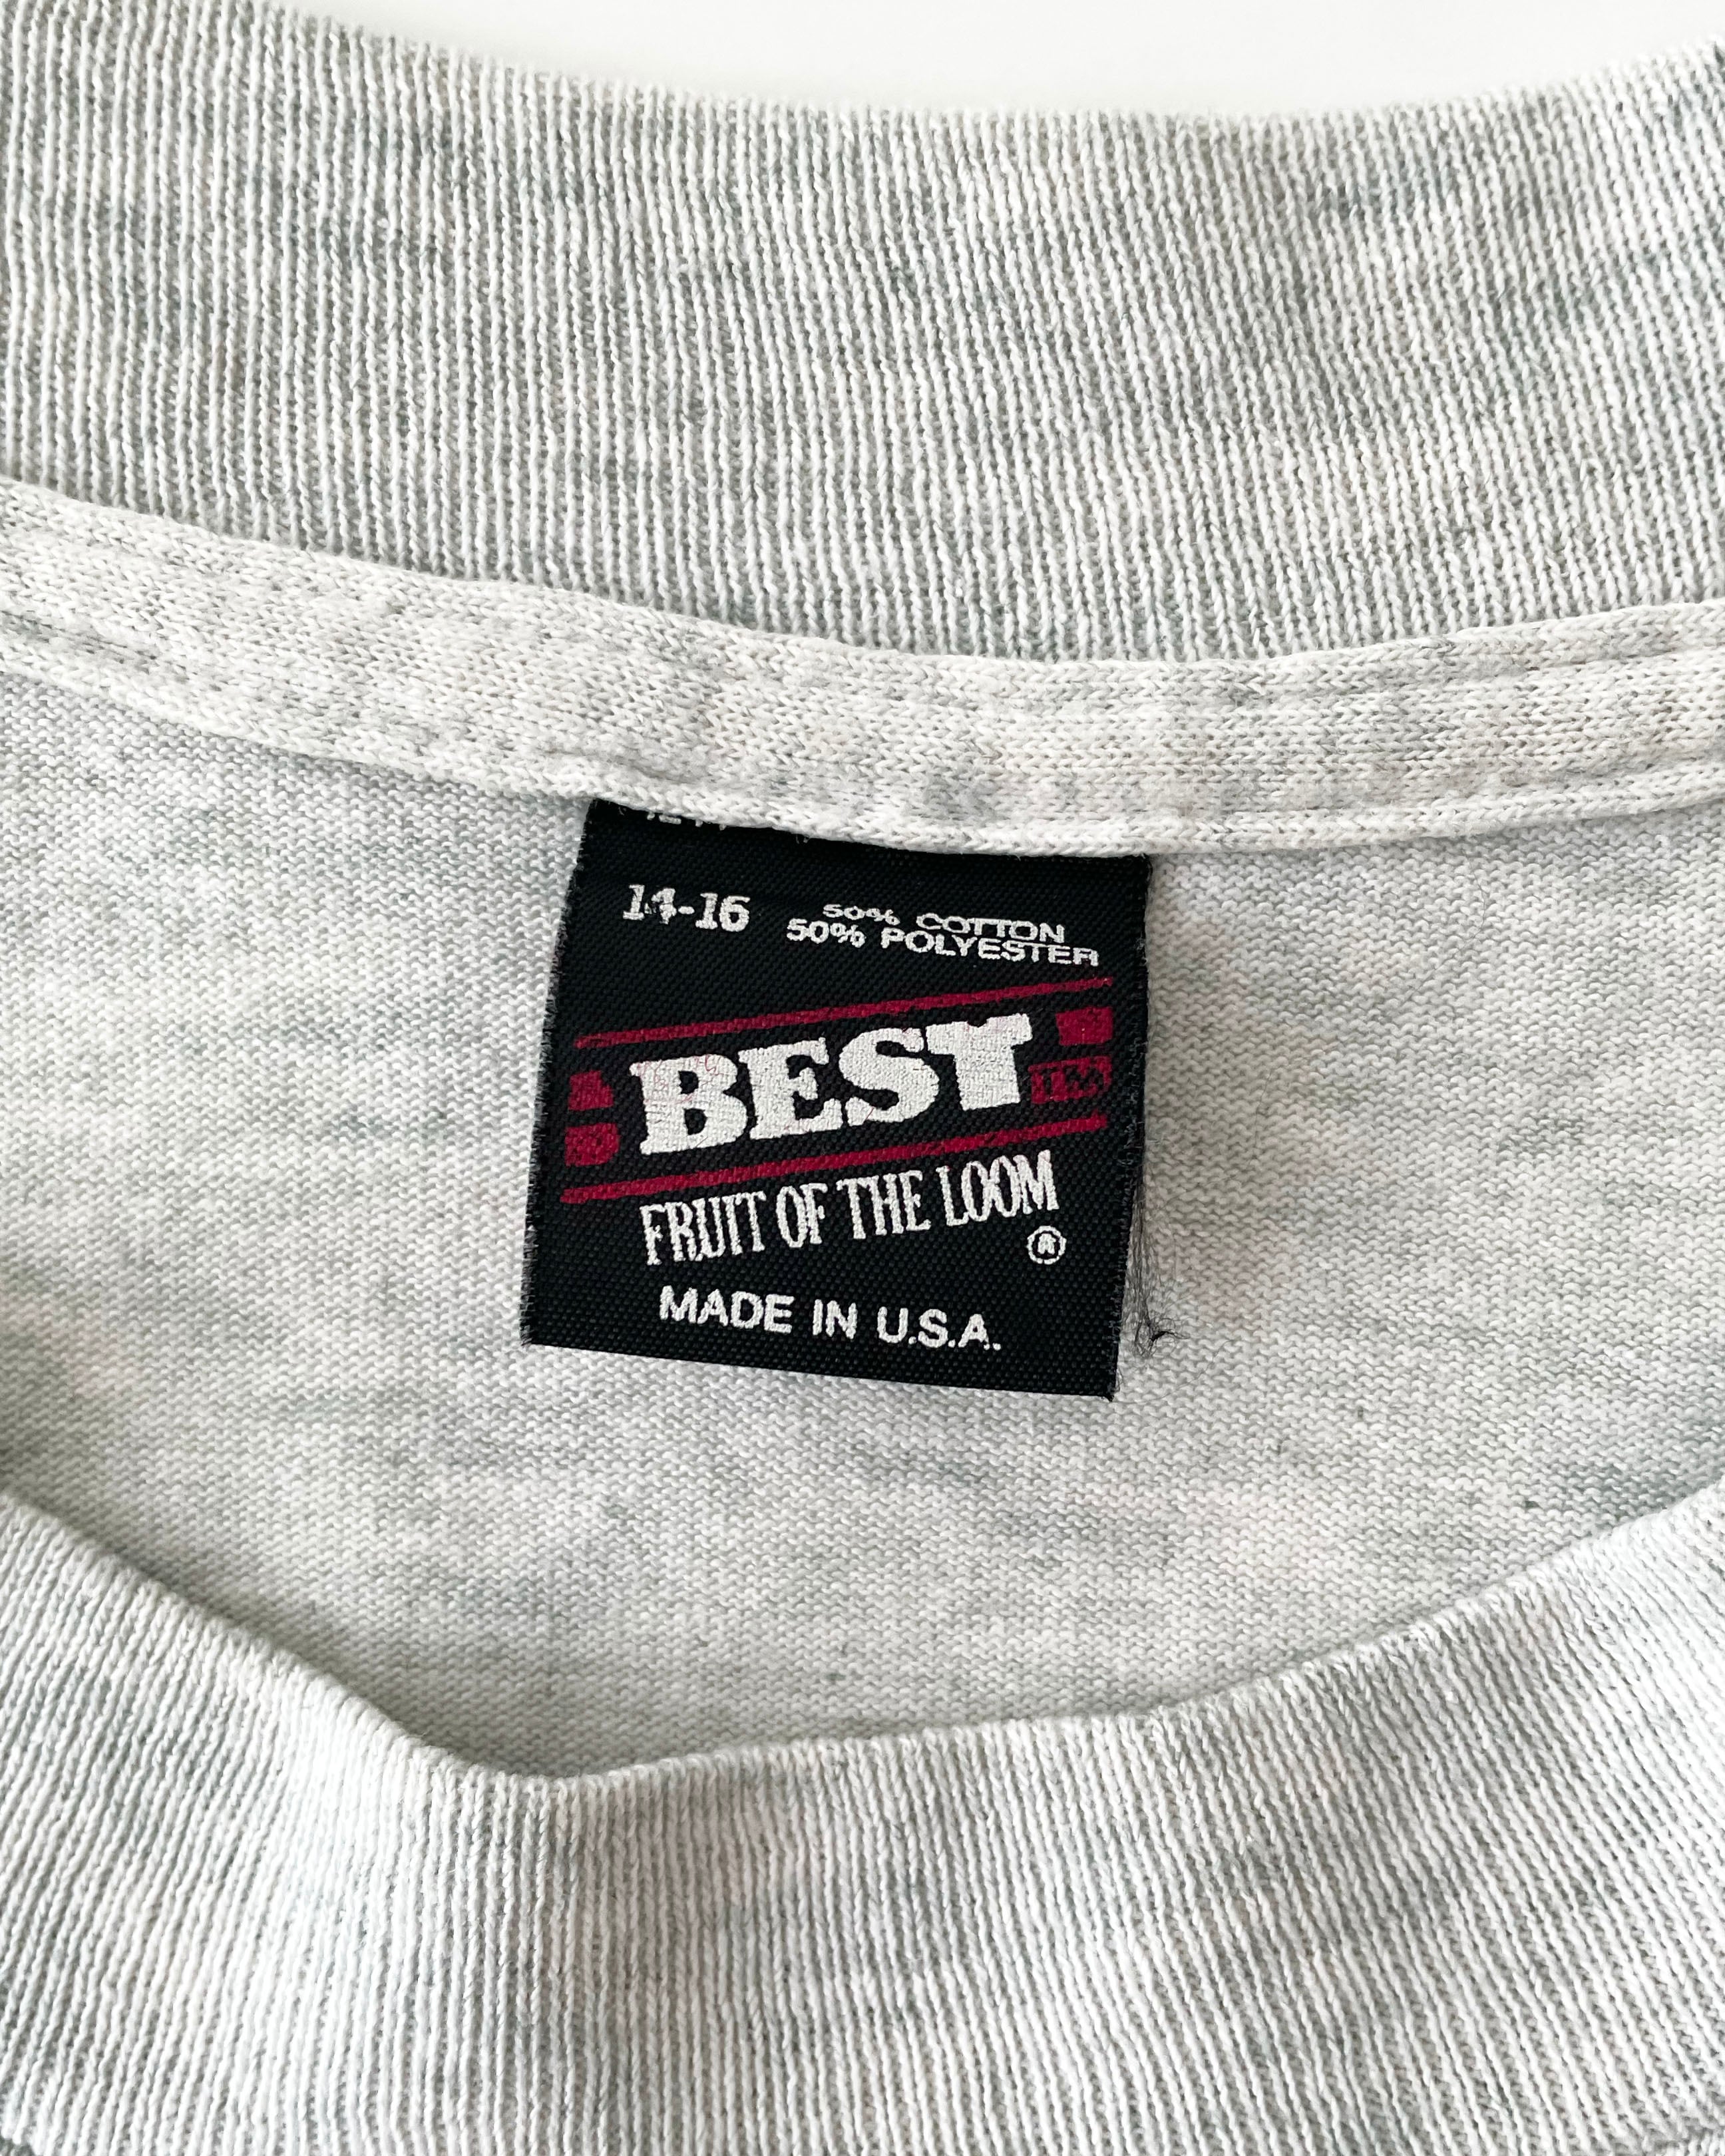 14-16
50% COTTON
50% POLYESTER
BEST TM
FRUIT OF THE LOOM
®
MADE IN U.S.A.